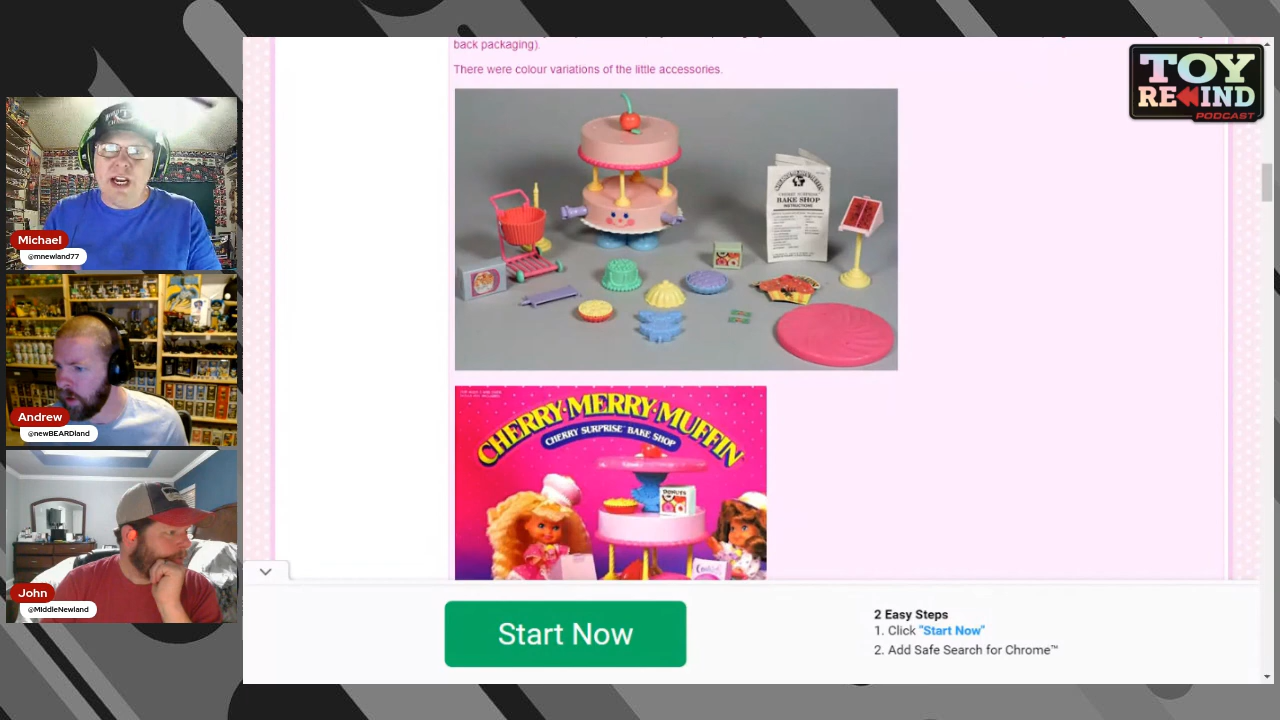 back packaging).
There were colour variations of the little accessories.
TOY
REWIND
PODCAST
BAKE SHOP
INSTRUCTIONS
CHERRY·MERRY·MUFFIN
CHERRY SURPRISE™ BAKE SHOP
DONUTS
Michael
@mnewland77
Andrew
@newBEARDland
John
@MiddleNewland
Start Now
2 Easy Steps
1. Click "Start Now"
2. Add Safe Search for Chrome™